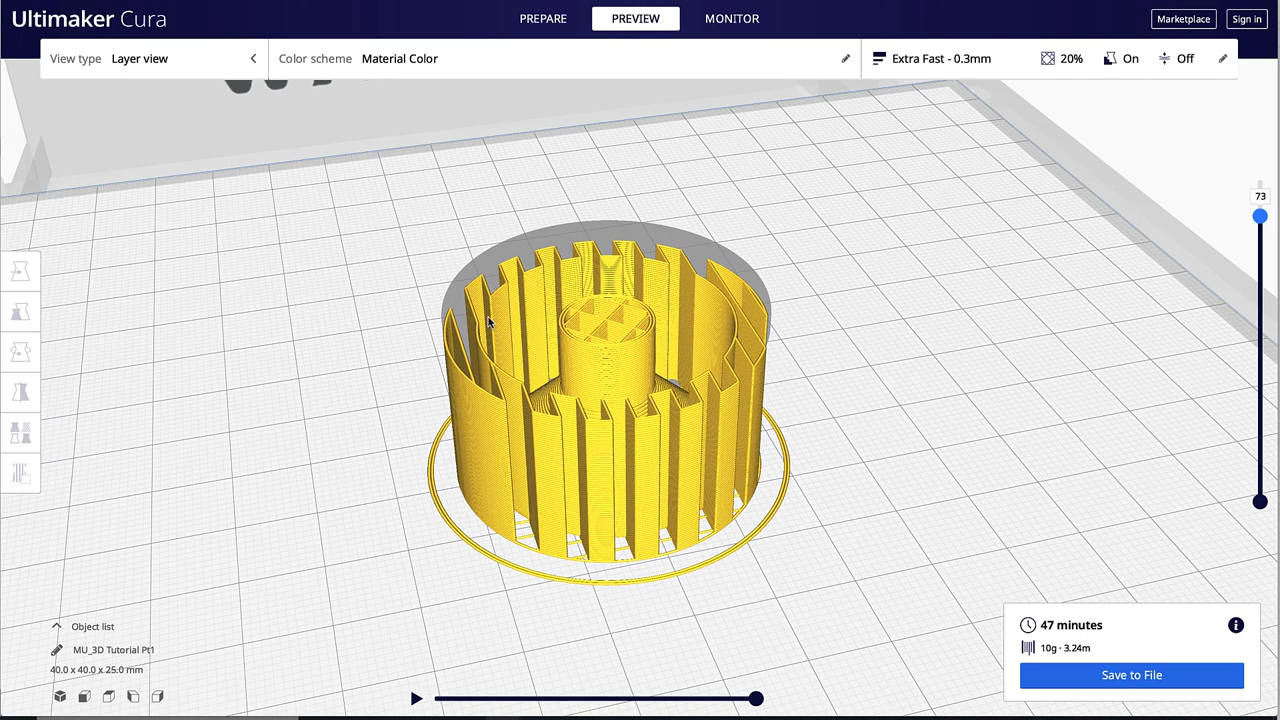 Ultimaker Cura
PREPARE
PREVIEW
MONITOR
Marketplace
Sign in
View type Layer view
Color scheme Material Color
Extra Fast - 0.3mm
20%
On
Off
73
Object list
MU_3D Tutorial Pt1
40.0 x 40.0 x 25.0 mm
47 minutes
10g · 3.24m
Save to File